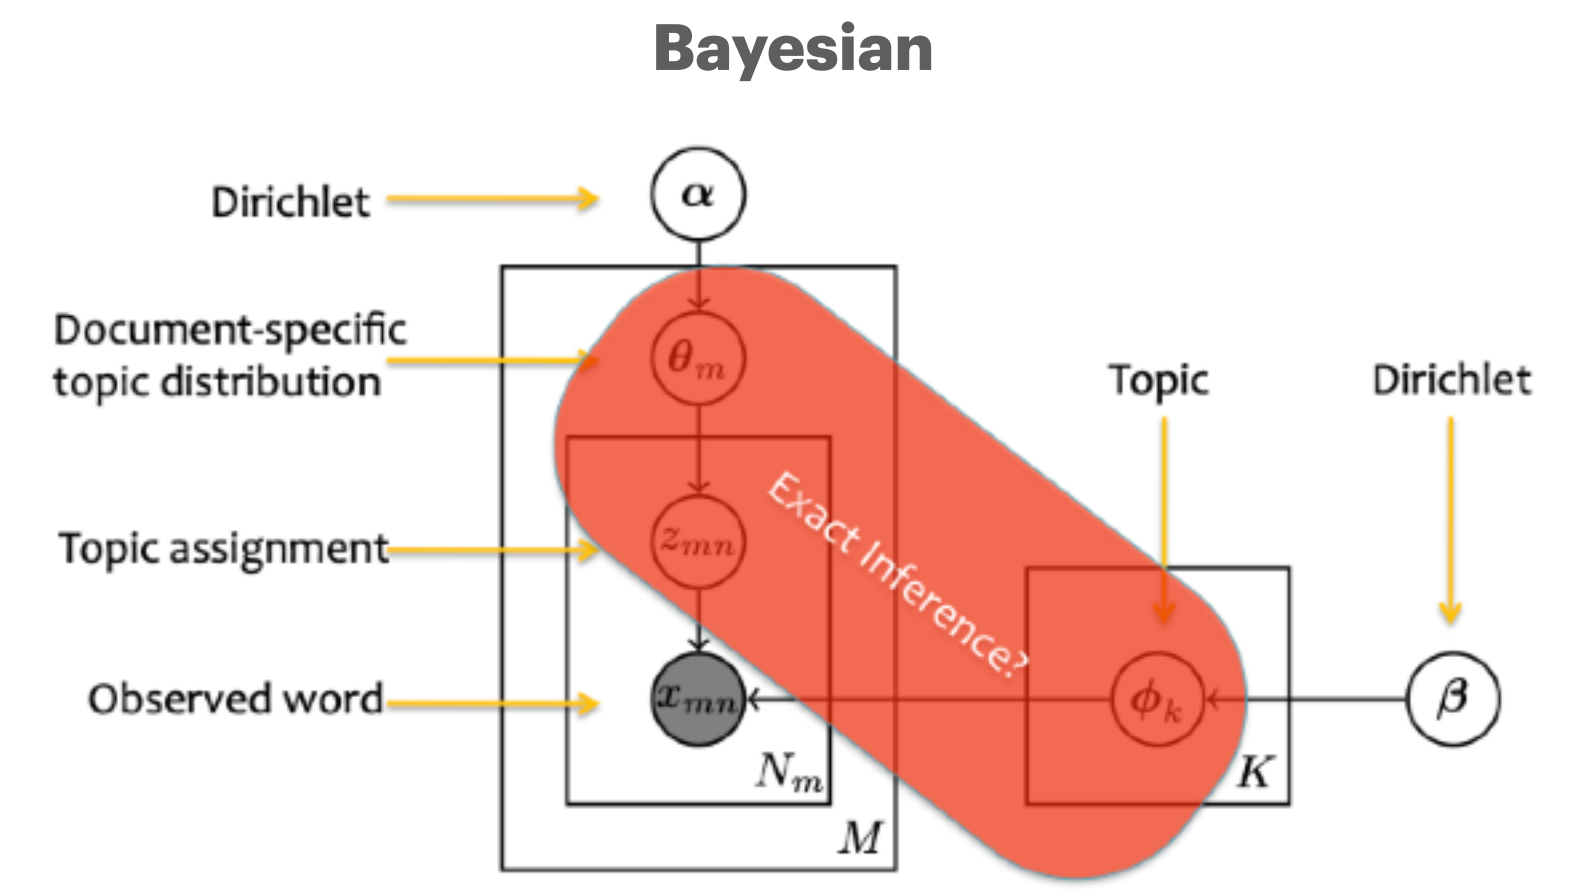 Bayesian
Dirichlet
α
Document-specific
topic distribution
θm
Topic
Dirichlet
Topic assignment
zmn
Exact Inference?
Observed word
xmn
ϕk
β
Nm
K
M